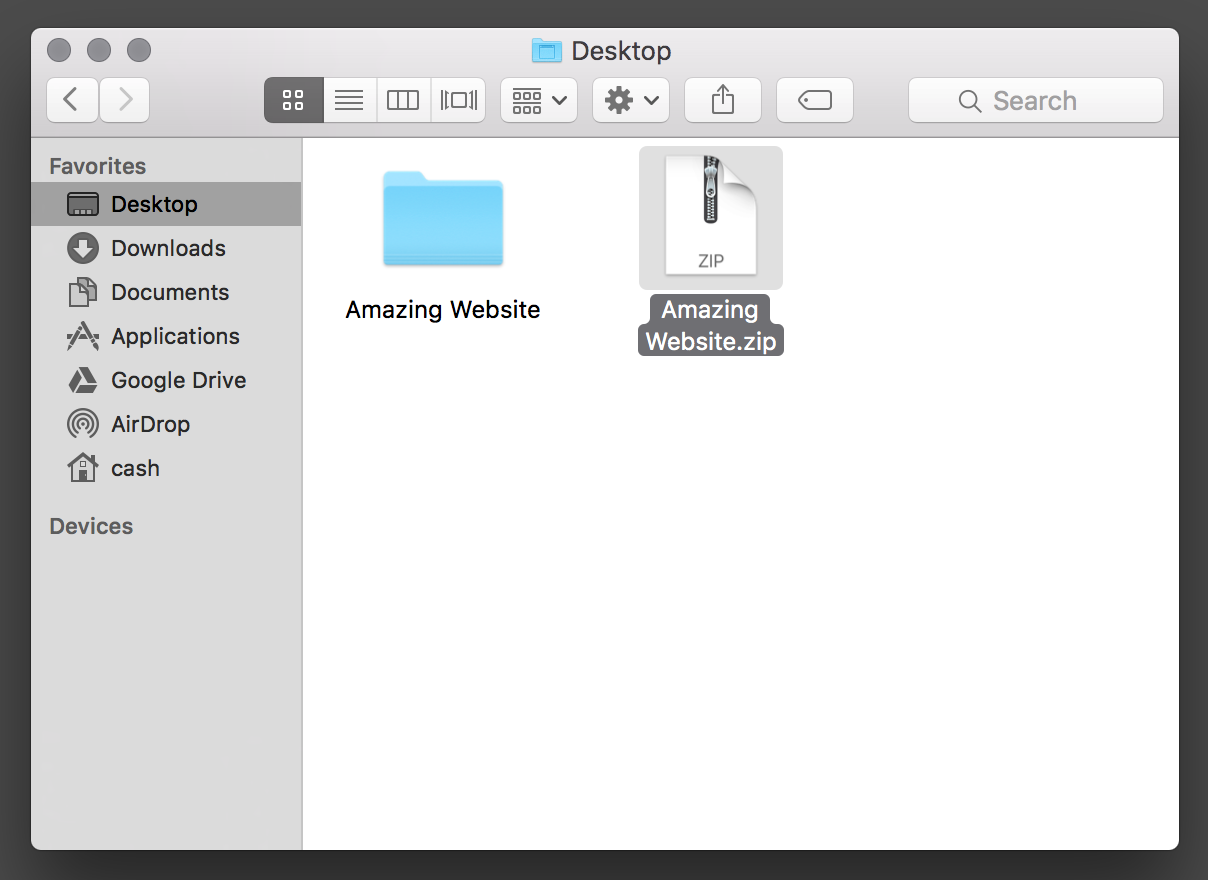 Desktop
Search
Favorites
Desktop
Downloads
Documents
Applications
Google Drive
AirDrop
cash
Devices
Amazing Website
ZIP
Amazing
Website.zip